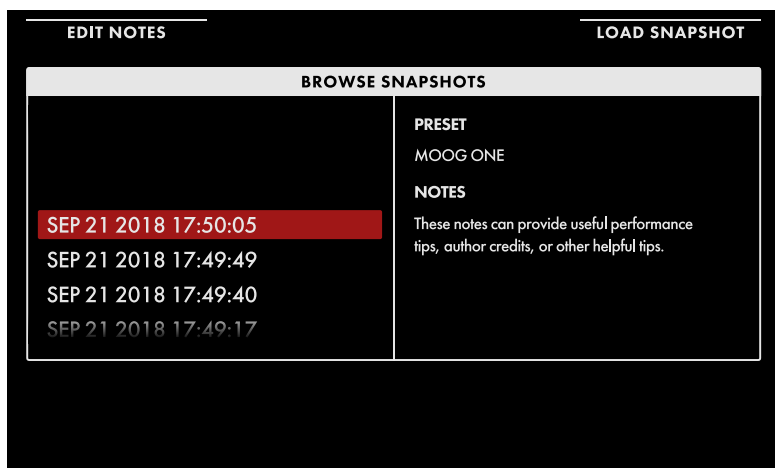 EDIT NOTES
LOAD SNAPSHOT
BROWSE SNAPSHOTS
SEP 21 2018 17:50:05
SEP 21 2018 17:49:49
SEP 21 2018 17:49:40
SEP 21 2018 17:49:17
PRESET
MOOG ONE
NOTES
These notes can provide useful performance
tips, author credits, or other helpful tips.